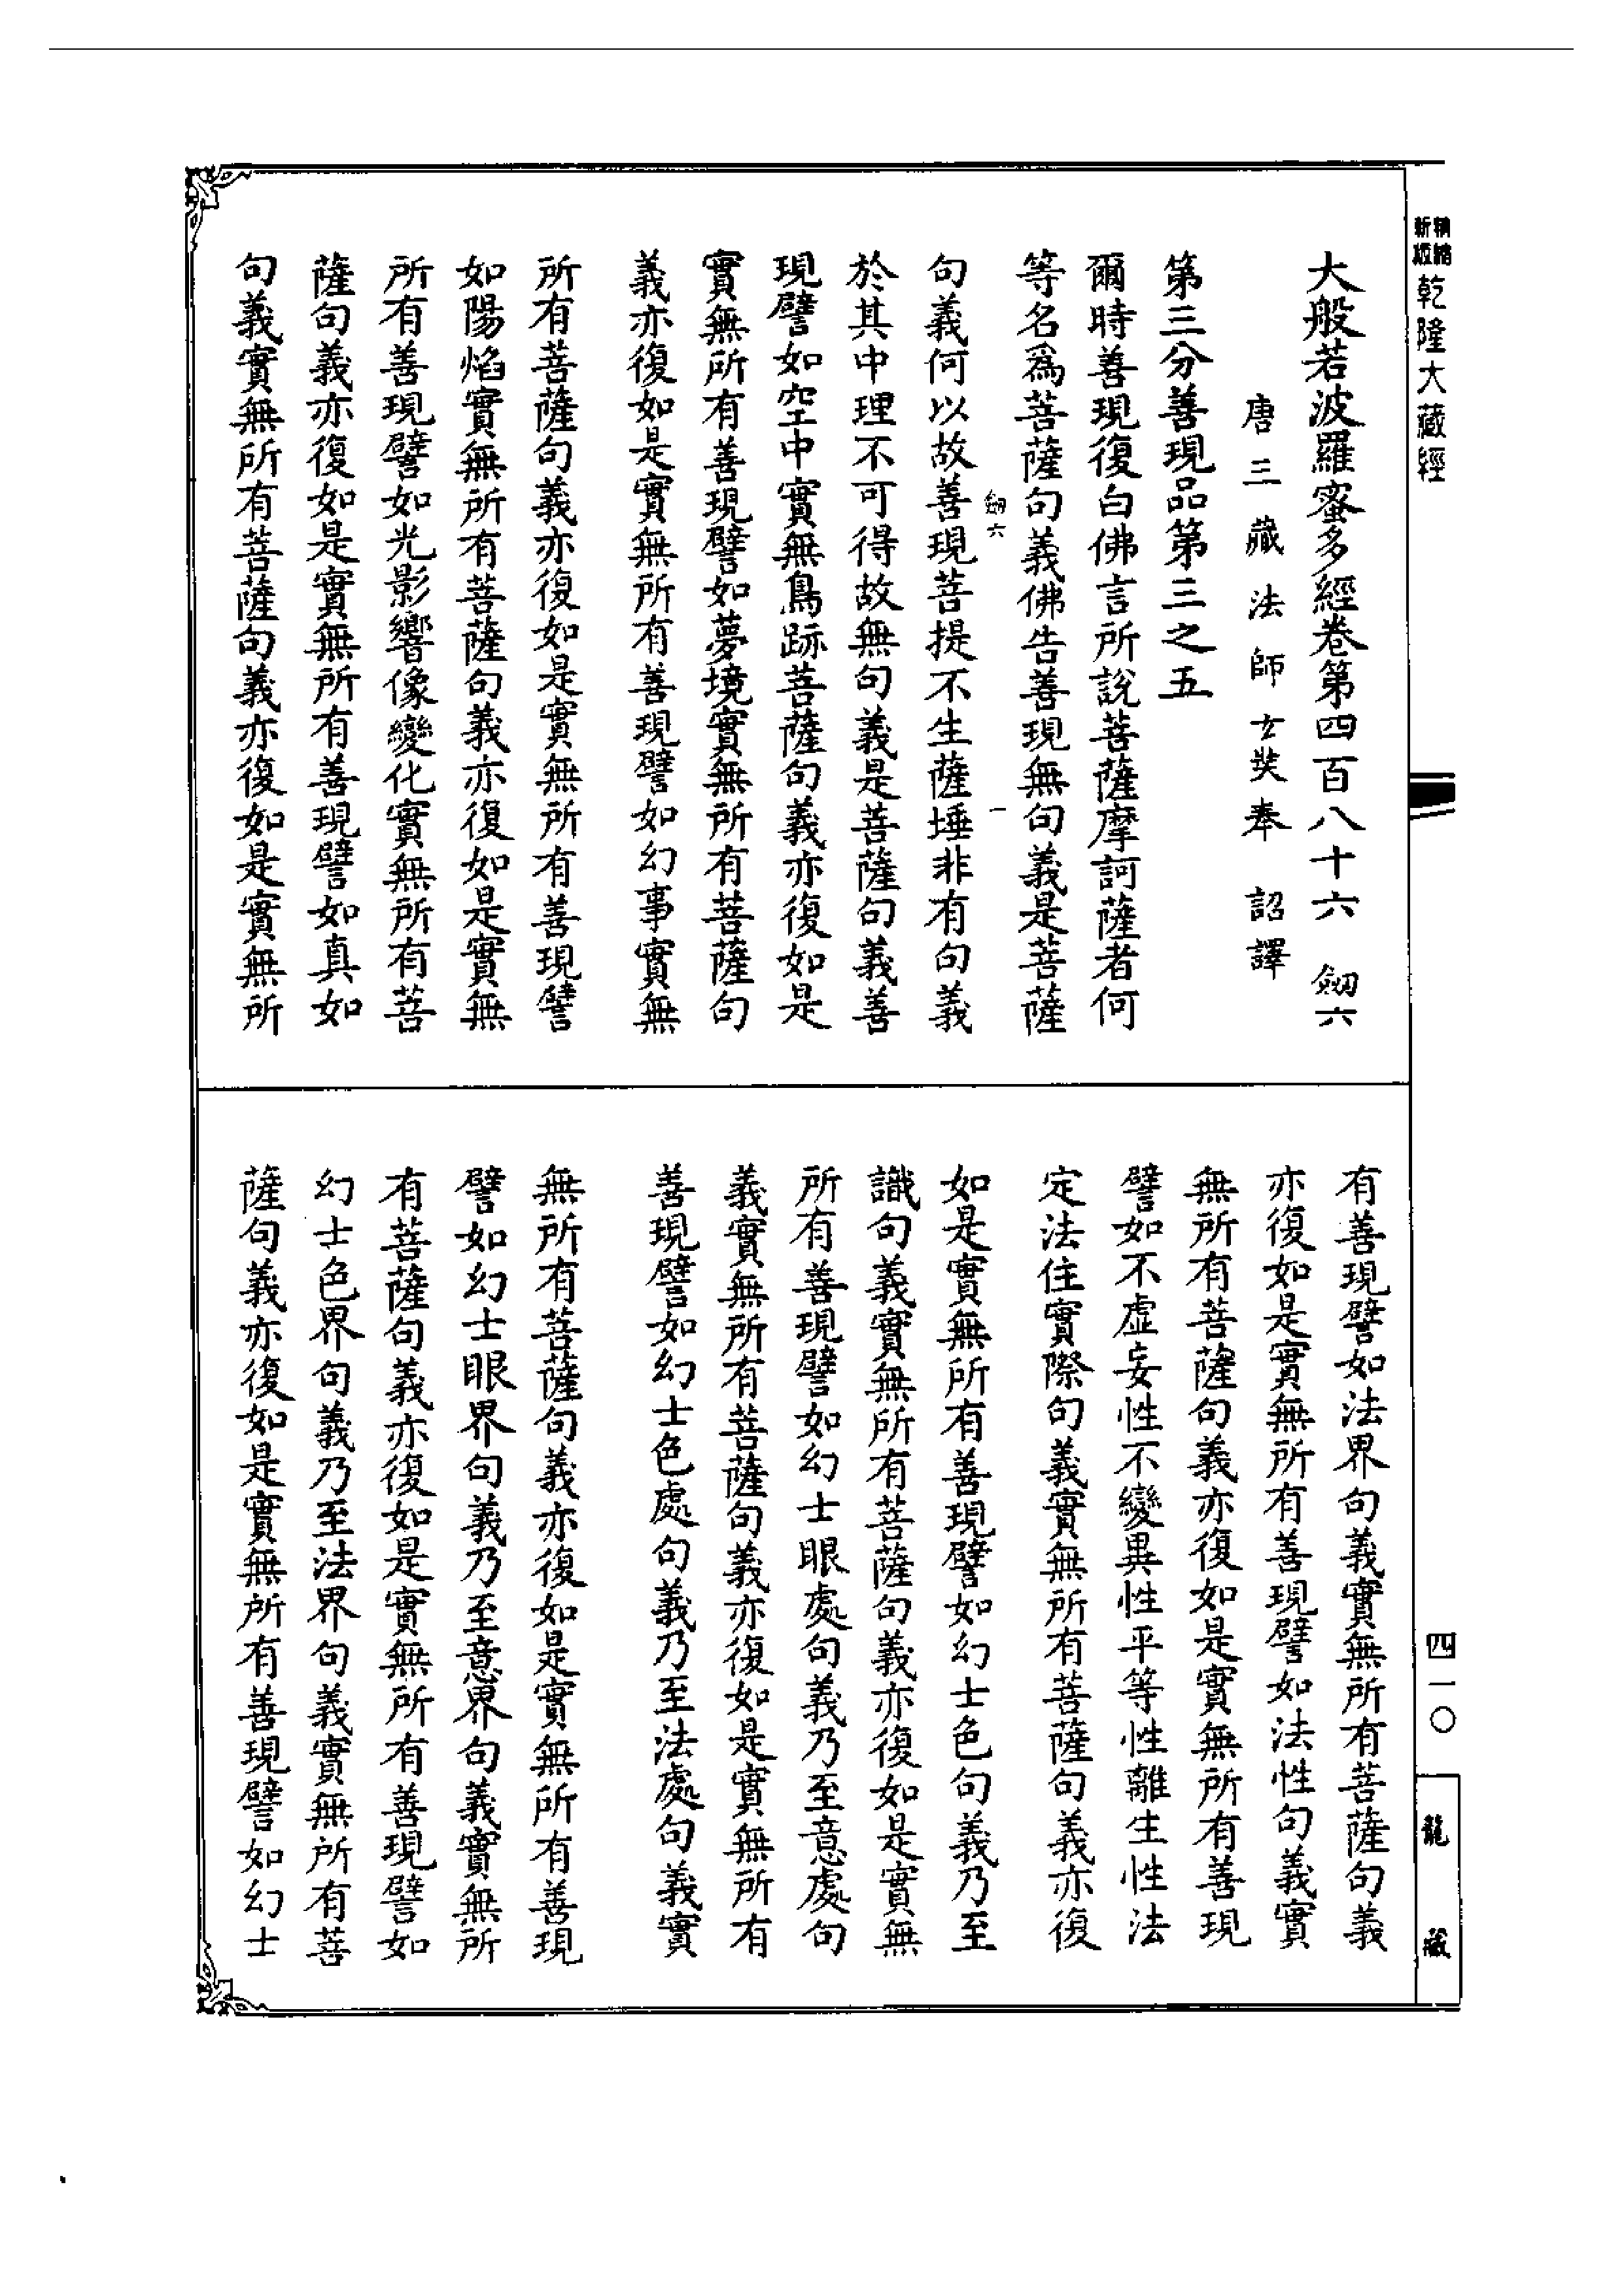 精縮
新版
乾隆大藏經
大般若波羅蜜多經卷第四百八十六 劒六
唐三藏法師玄奘奉 詔譯
第三分善現品第三之五
爾時善現復白佛言所說菩薩摩訶薩者何
等名爲菩薩句義佛告善現無句義是菩薩
劒六 一
句義何以故善現菩提不生薩埵非有句義
於其中理不可得故無句義是菩薩句義善
現譬如空中實無鳥跡菩薩句義亦復如是
實無所有善現譬如夢境實無所有菩薩句
義亦復如是實無所有善現譬如幻事實無
所有菩薩句義亦復如是實無所有善現譬
如陽焰實無所有菩薩句義亦復如是實無
所有善現譬如光影響像變化實無所有菩
薩句義亦復如是實無所有善現譬如真如
句義實無所有菩薩句義亦復如是實無所
有善現譬如法界句義實無所有菩薩句義
亦復如是實無所有善現譬如法性句義實
無所有菩薩句義亦復如是實無所有善現
譬如不虛妄性不變異性平等性離生性法
定法住實際句義實無所有菩薩句義亦復
如是實無所有善現譬如幻士色句義乃至
識句義實無所有菩薩句義亦復如是實無
所有善現譬如幻士眼處句義乃至意處句
義實無所有菩薩句義亦復如是實無所有
善現譬如幻士色處句義乃至法處句義實
無所有菩薩句義亦復如是實無所有善現
譬如幻士眼界句義乃至意界句義實無所
有菩薩句義亦復如是實無所有善現譬如
幻士色界句義乃至法界句義實無所有菩
薩句義亦復如是實無所有善現譬如幻士
四一〇
龍藏